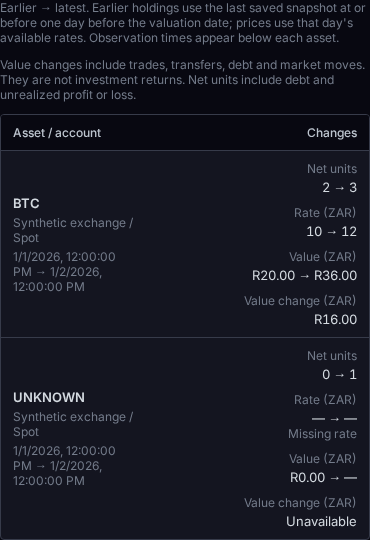 Earlier → latest. Earlier holdings use the last saved snapshot at or
before one day before the valuation date; prices use that day's
available rates. Observation times appear below each asset.
Value changes include trades, transfers, debt and market moves.
They are not investment returns. Net units include debt and
unrealized profit or loss.
Asset / account Changes
BTC
Synthetic exchange /
Spot
1/1/2026, 12:00:00
PM → 1/2/2026,
12:00:00 PM
Net units
2 → 3
Rate (ZAR)
10 → 12
Value (ZAR)
R20.00 → R36.00
Value change (ZAR)
R16.00
UNKNOWN
Synthetic exchange /
Spot
1/1/2026, 12:00:00
PM → 1/2/2026,
12:00:00 PM
Net units
0 → 1
Rate (ZAR)
— → —
Missing rate
Value (ZAR)
R0.00 → —
Value change (ZAR)
Unavailable